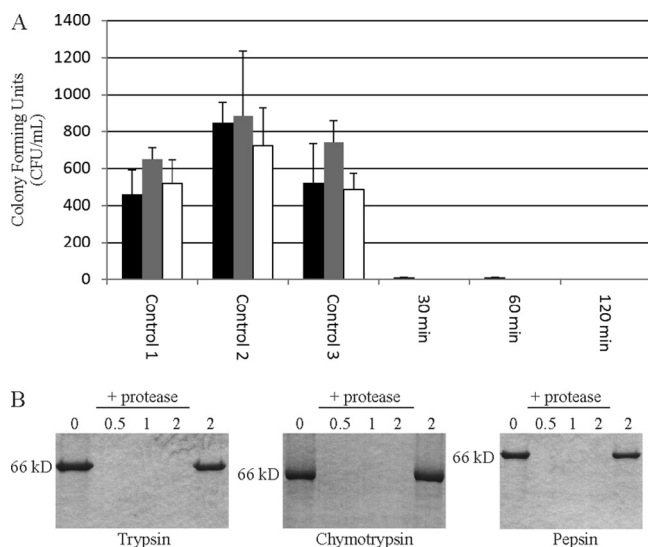 A
Colony Forming Units
(CFU/mL)
1400
1200
1000
800
600
400
200
0
Control 1
Control 2
Control 3
30 min
60 min
120 min
B
+ protease
0 0.5 1 2 2
66 kD
Trypsin
+ protease
0 0.5 1 2 2
66 kD
Chymotrypsin
+ protease
0 0.5 1 2 2
66 kD
Pepsin